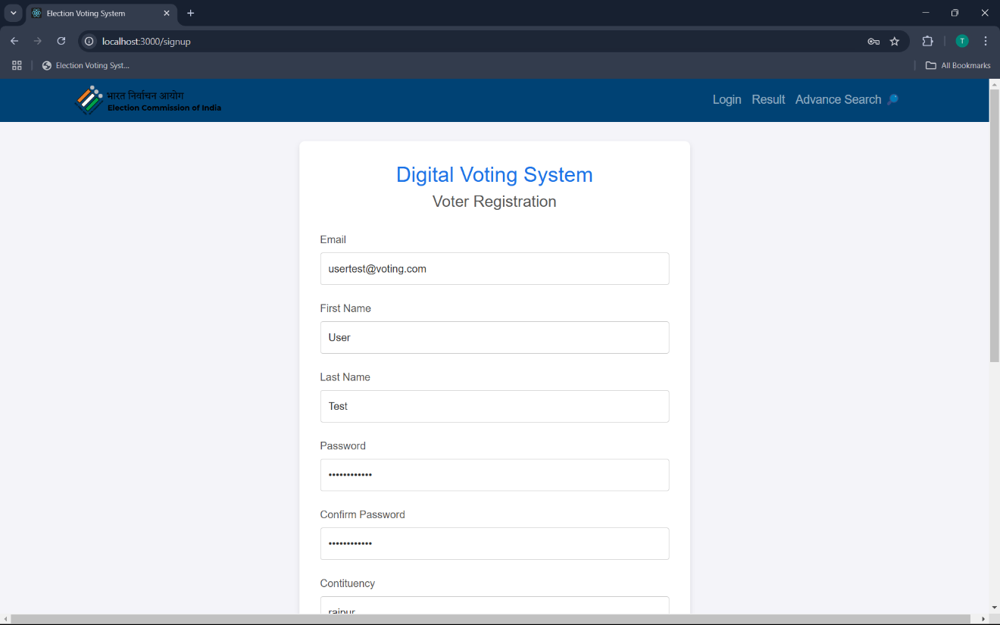 Election Voting System
localhost:3000/signup
T
Election Voting Syst...
All Bookmarks
भारत निर्वाचन आयोग
Election Commission of India
Login Result Advance Search
Digital Voting System
Voter Registration
Email
usertest@voting.com
First Name
User
Last Name
Test
Password
••••••••••••
Confirm Password
••••••••••••
Contituency
raipur